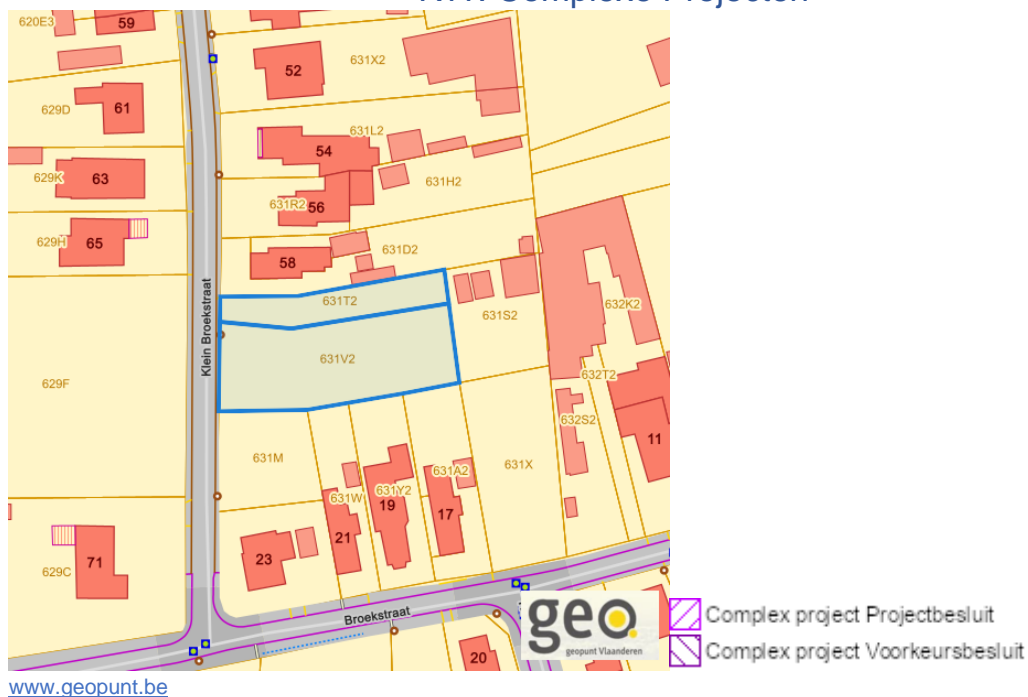 620E3
59
52
631X2
629D
61
631L2
54
629K
63
631H2
631R2
56
629H
65
631D2
58
Klein Broekstraat
631T2
631S2
632K2
631V2
629F
632T2
632S2
11
631M
631A2
631X
631W
631Y2
19
17
21
23
71
629C
Broekstraat
20
geo
geopunt Vlaanderen
Complex project Projectbesluit
Complex project Voorkeursbesluit
www.geopunt.be